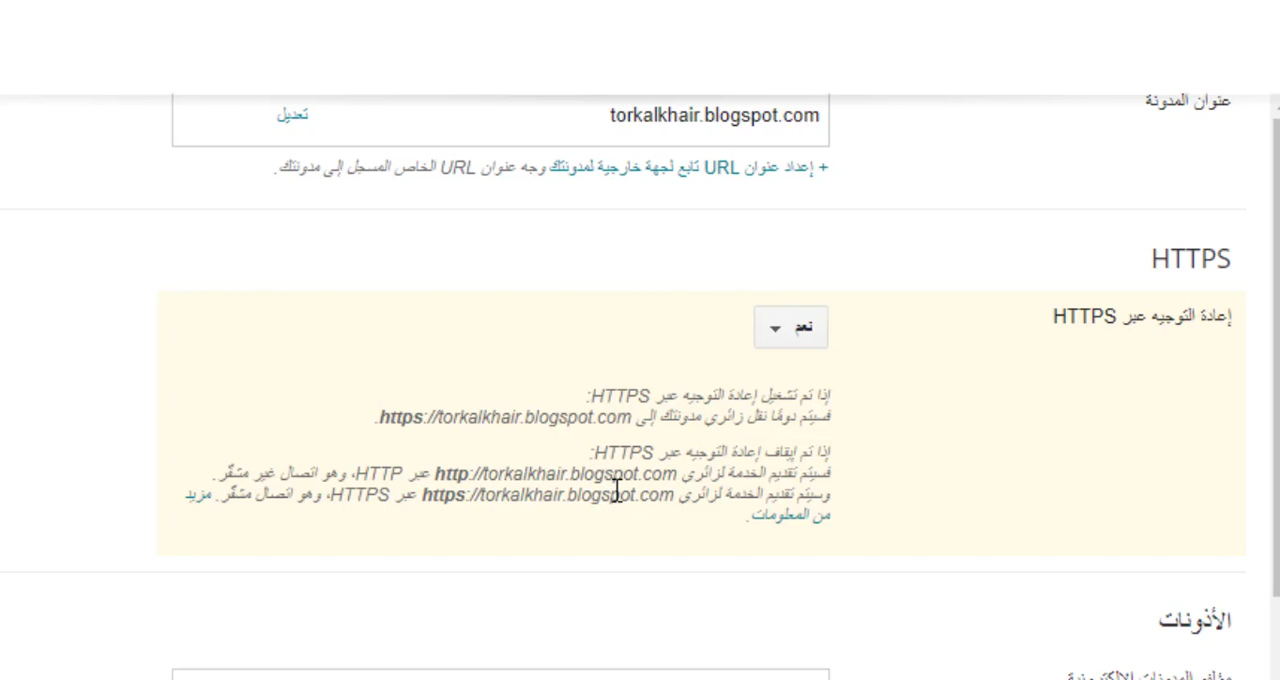 عنوان المدونة
torkalkhair.blogspot.com تعديل
+ إعداد عنوان URL تابع لجهة خارجية لمدونتك وجه عنوان URL الخاص المسجل إلى مدونتك.
HTTPS
إعادة التوجيه عبر HTTPS
نعم
إذا تم تشغيل إعادة التوجيه عبر HTTPS:
فسيتم دومًا نقل زائري مدونتك إلى https://torkalkhair.blogspot.com.
إذا تم إيقاف إعادة التوجيه عبر HTTPS:
فسيتم تقديم الخدمة لزائري http://torkalkhair.blogspot.com عبر HTTP، وهو اتصال غير مشفّر.
وسيتم تقديم الخدمة لزائري https://torkalkhair.blogspot.com عبر HTTPS، وهو اتصال مشفّر. مزيد
من المعلومات.
الأذونات
مؤلفو المدونات الإلكترونية